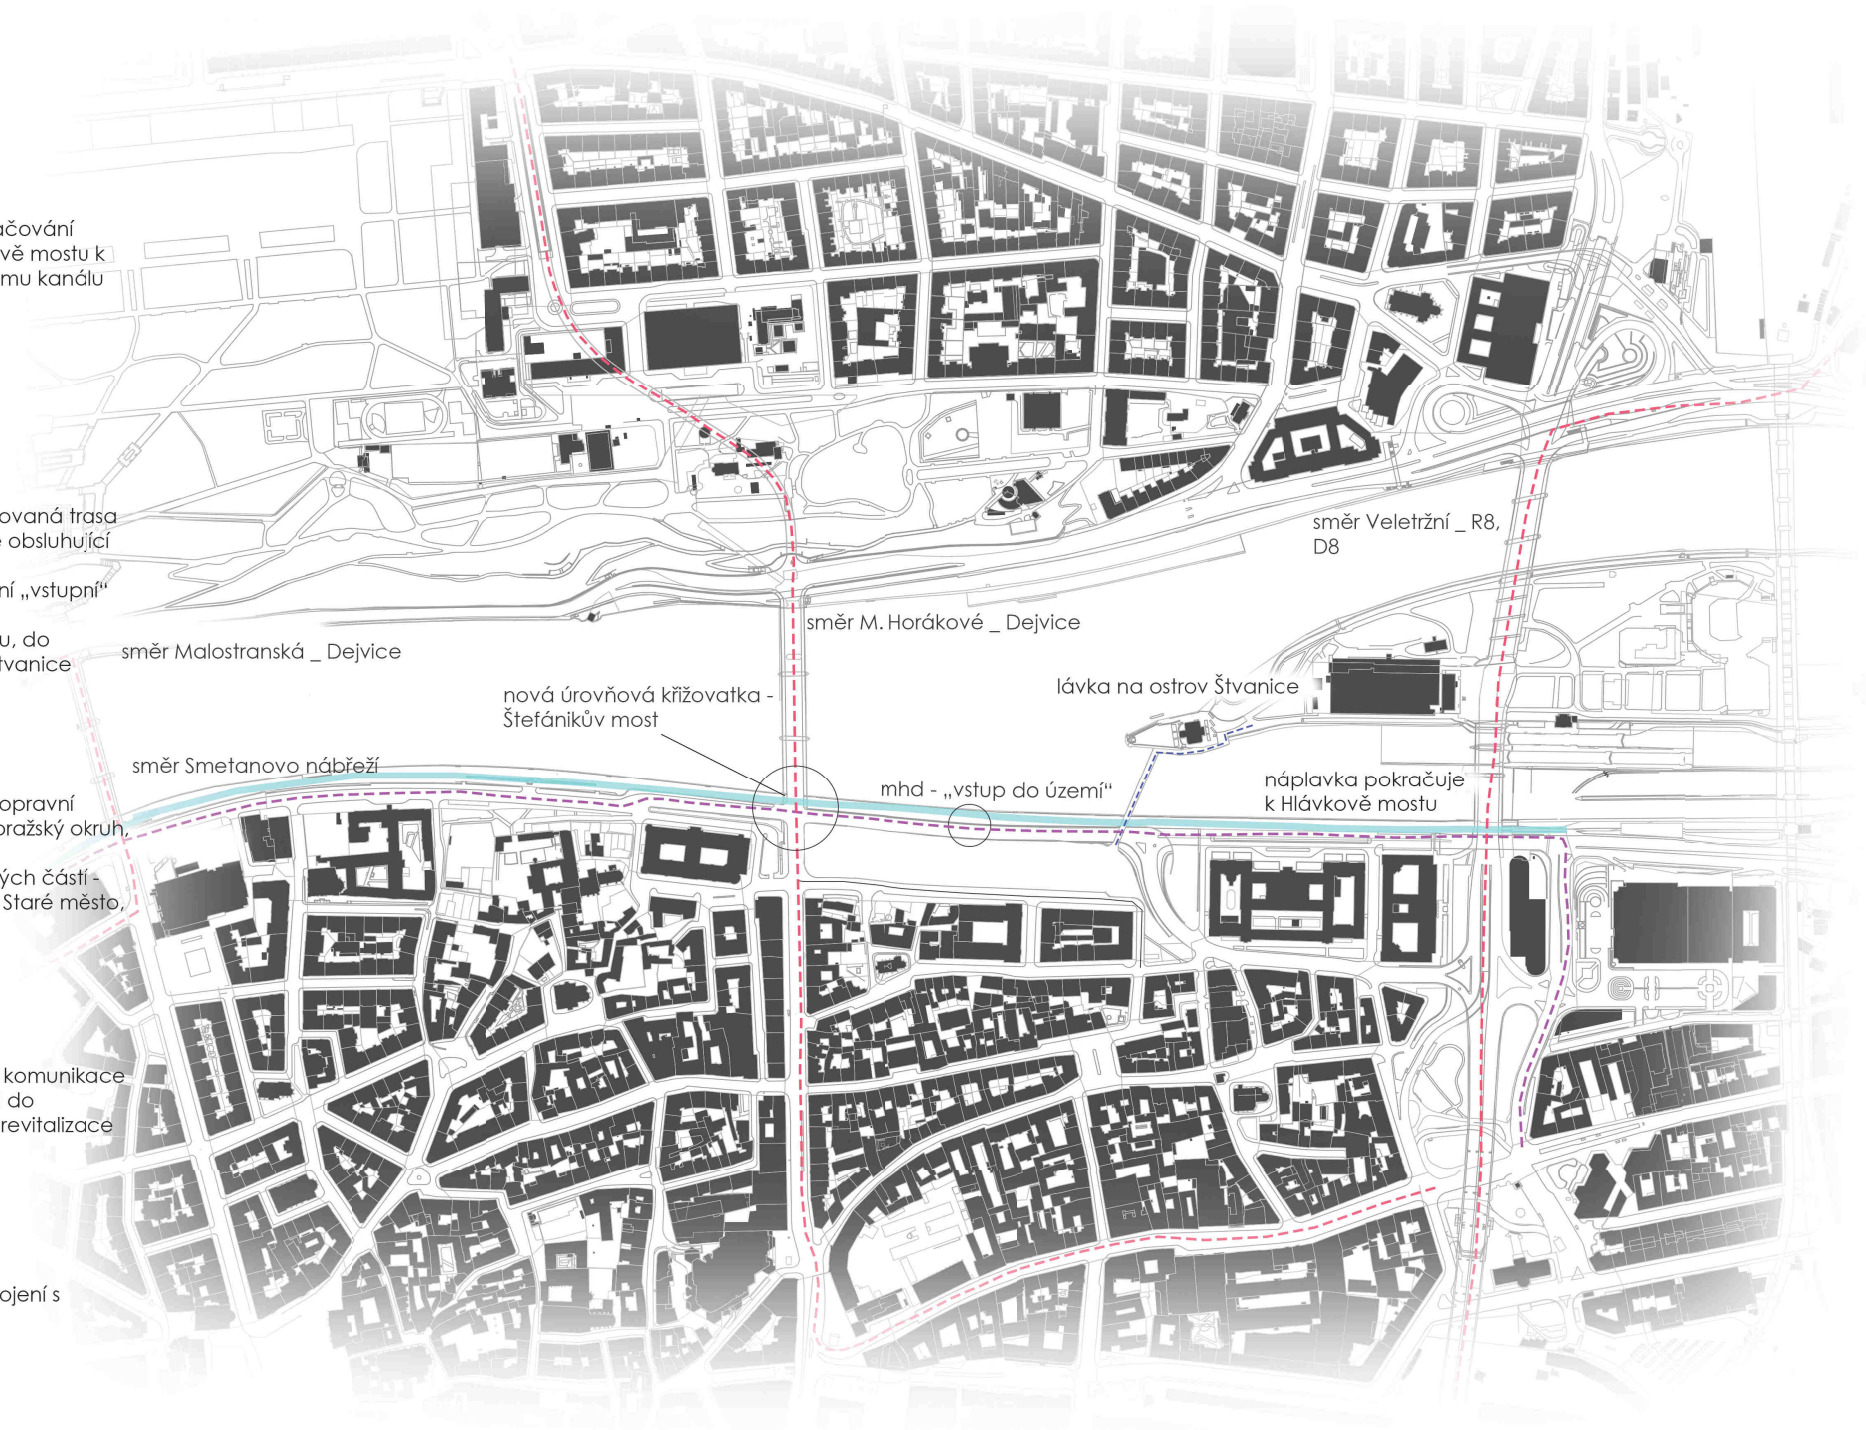 ačování
vě mostu k
mu kanálu
ovaná trasa
e obsluhující
ní „vstupní“
u, do
tvanice
směr Malostranská _ Dejvice
směr M. Horákové _ Dejvice
směr Veletržní _ R8,
D8
nová úrovňová křižovatka -
Štefánikův most
lávka na ostrov Štvanice
směr Smetanovo nábřeží
mhd - „vstup do území“
náplavka pokračuje
k Hlávkově mostu
opravní
oražský okruh,
ých částí -
Staré město,
komunikace
do
revitalizace
ojení s